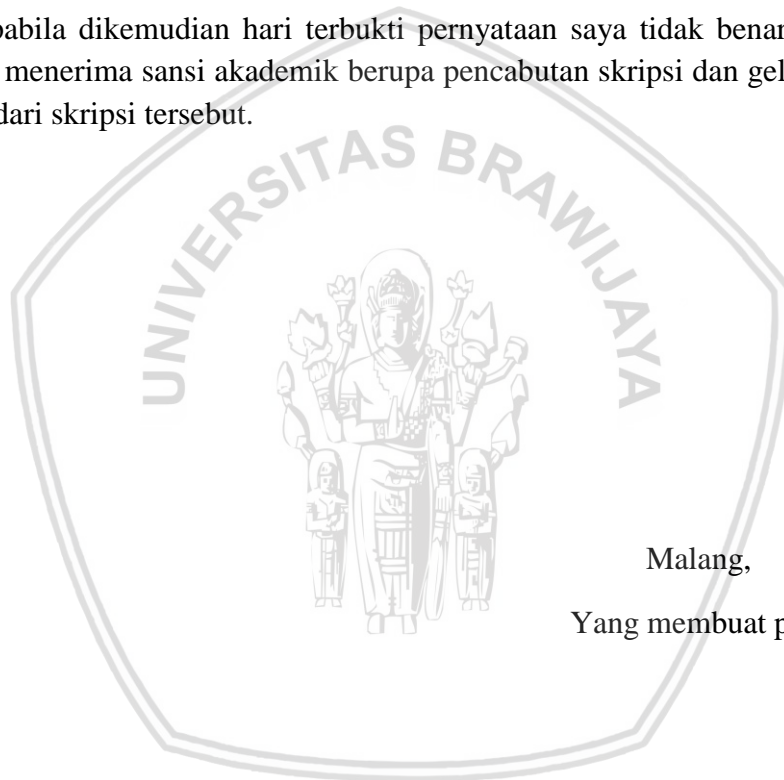 pabila dikemudian hari terbukti pernyataan saya tidak benar
menerima sansi akademik berupa pencabutan skripsi dan gel
dari skripsi tersebut.
UNIVERSITAS BRAWIJAYA
Malang,
Yang membuat p